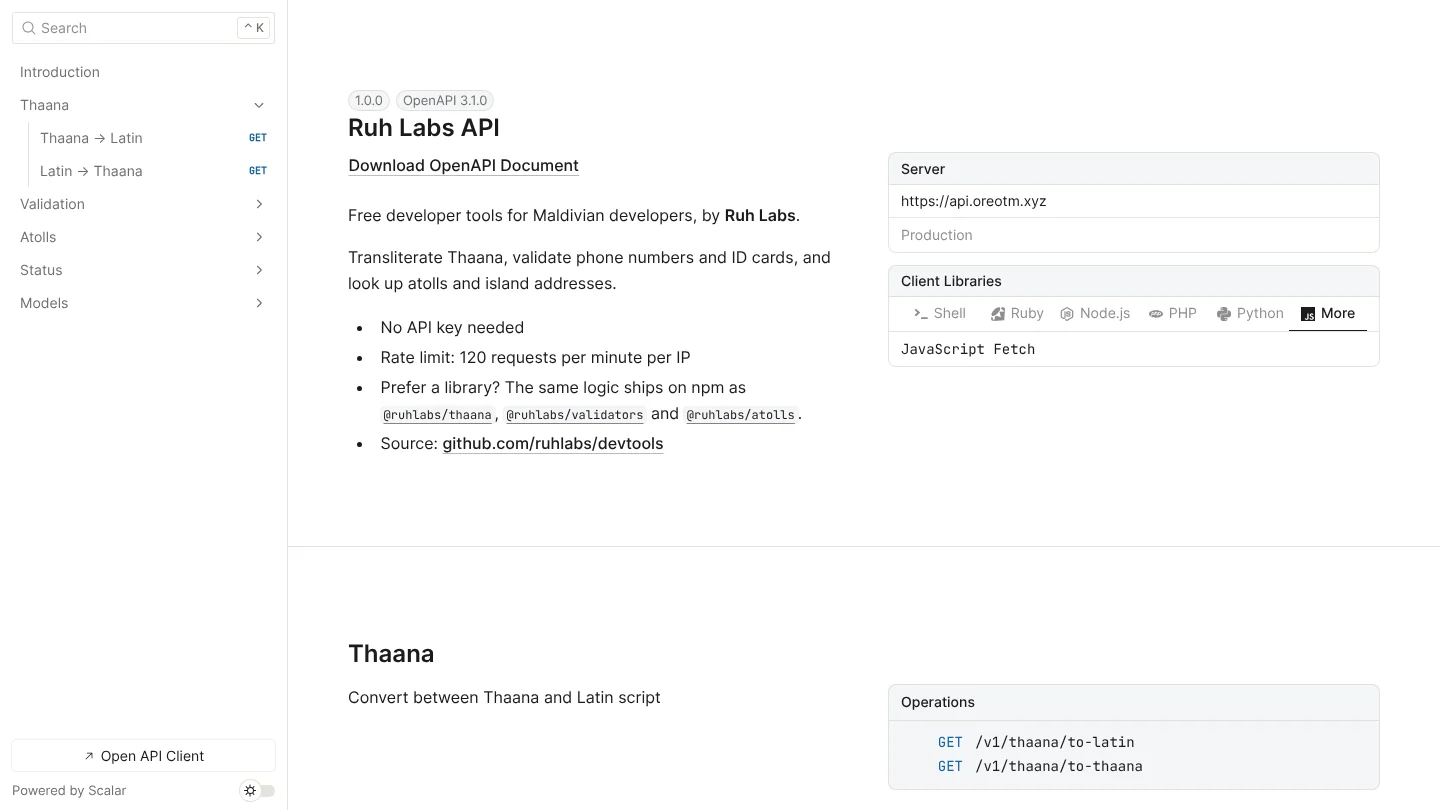 Search
⌃ K
Introduction
Thaana
Thaana → Latin GET
Latin → Thaana GET
Validation
Atolls
Status
Models
Open API Client
Powered by Scalar
1.0.0 OpenAPI 3.1.0
Ruh Labs API
Download OpenAPI Document
Free developer tools for Maldivian developers, by Ruh Labs.
Transliterate Thaana, validate phone numbers and ID cards, and
look up atolls and island addresses.
• No API key needed
• Rate limit: 120 requests per minute per IP
• Prefer a library? The same logic ships on npm as
@ruhlabs/thaana, @ruhlabs/validators and @ruhlabs/atolls.
• Source: github.com/ruhlabs/devtools
Server
https://api.oreotm.xyz
Production
Client Libraries
Shell Ruby Node.js PHP Python JS More
JavaScript Fetch
Thaana
Convert between Thaana and Latin script
Operations
GET /v1/thaana/to-latin
GET /v1/thaana/to-thaana